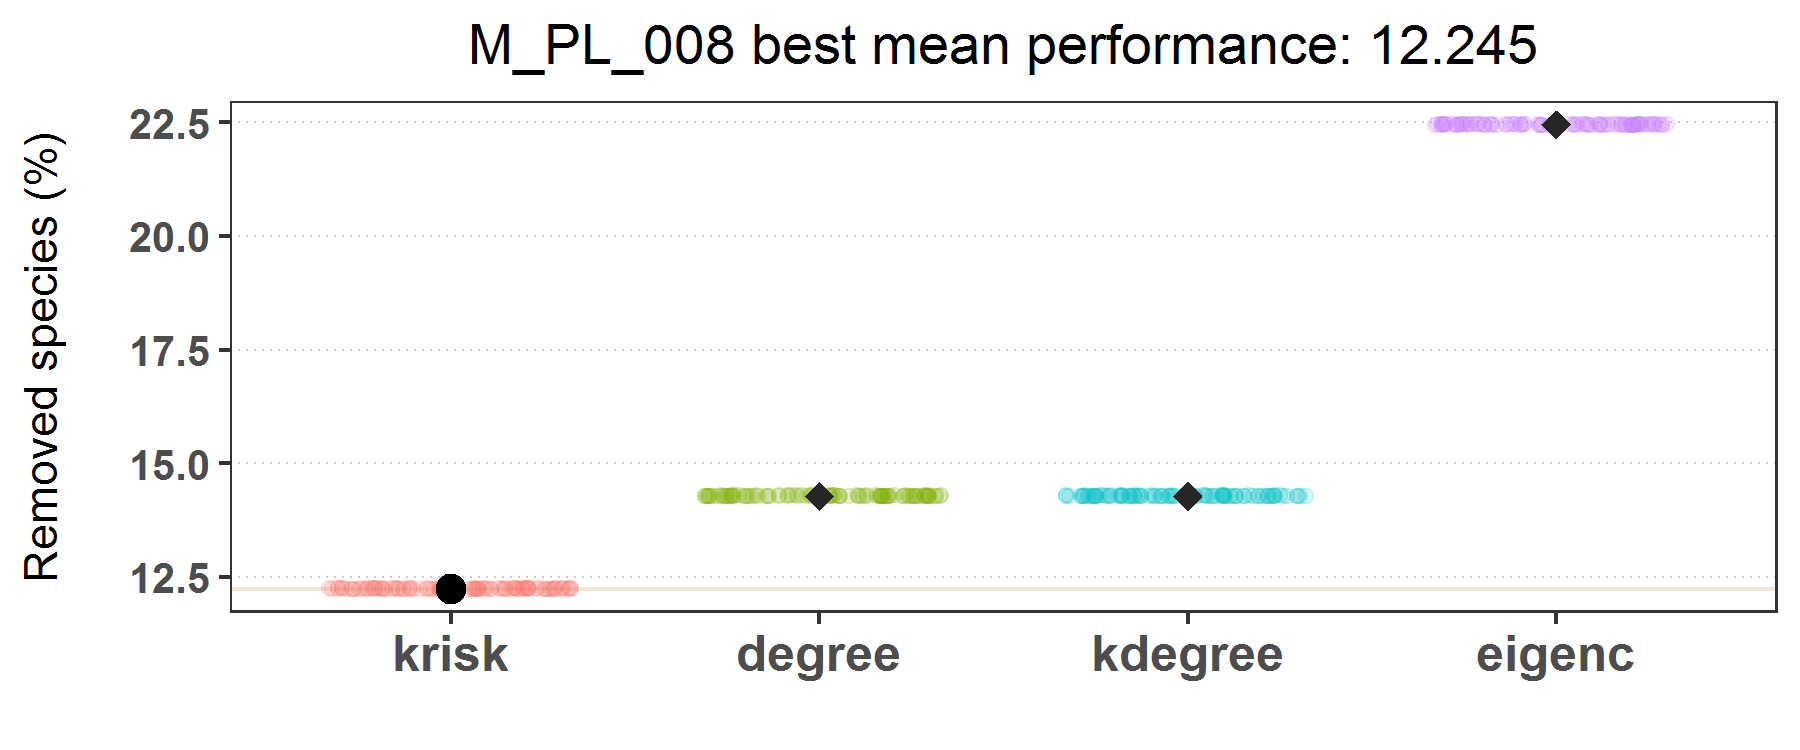 M_PL_008 best mean performance: 12.245
Removed species (%)
22.5
20.0
17.5
15.0
12.5
krisk degree kdegree eigenc